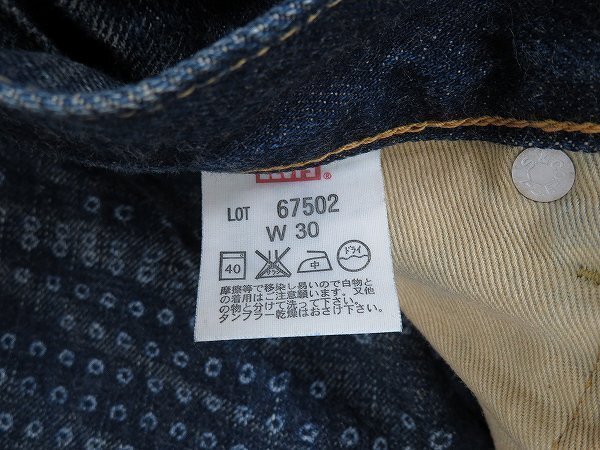 ®
LOT 67502
W 30
40 中 ドライ
摩擦等で移染し易いので白物と
の着用はご注意願います。又他
の物と分けて洗って下さい。
タンブラー乾燥はおさけ下さい。